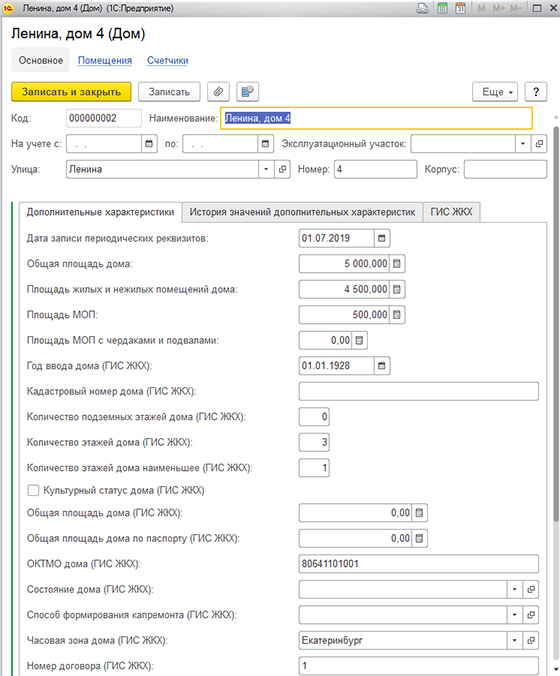 Ленина, дом 4 (Дом) (1С:Предприятие) M M+ M-
Ленина, дом 4 (Дом)
Основное Помещения Счетчики
Записать и закрыть Записать Еще ?
Код: 000000002 Наименование: Ленина, дом 4
На учете с: . . по: . . Эксплуатационный участок:
Улица: Ленина Номер: 4 Корпус:
Дополнительные характеристики История значений дополнительных характеристик ГИС ЖКХ
Дата записи периодических реквизитов: 01.07.2019
Общая площадь дома: 5 000,000
Площадь жилых и нежилых помещений дома: 4 500,000
Площадь МОП: 500,000
Площадь МОП с чердаками и подвалами: 0,00
Год ввода дома (ГИС ЖКХ): 01.01.1928
Кадастровый номер дома (ГИС ЖКХ):
Количество подземных этажей дома (ГИС ЖКХ): 0
Количество этажей дома (ГИС ЖКХ): 3
Количество этажей дома наименьшее (ГИС ЖКХ): 1
Культурный статус дома (ГИС ЖКХ)
Общая площадь дома (ГИС ЖКХ): 0,00
Общая площадь дома по паспорту (ГИС ЖКХ): 0,00
ОКТМО дома (ГИС ЖКХ): 80641101001
Состояние дома (ГИС ЖКХ):
Способ формирования капремонта (ГИС ЖКХ):
Часовая зона дома (ГИС ЖКХ): Екатеринбург
Номер договора (ГИС ЖКХ): 1